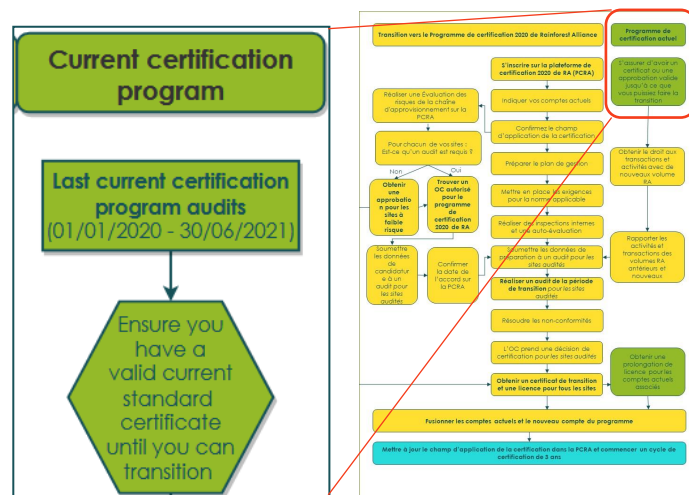 Current certification
program
Last current certification
program audits
(01/01/2020 - 30/06/2021)
Ensure you
have a
valid current
standard
certificate
until you can
transition
Transition vers le Programme de certification 2020 de Rainforest Alliance
Programme de
certification actuel
S'inscrire sur la plateforme de
certification 2020 de RA (PCRA)
S'assurer d'avoir un
certificat ou une
approbation valide
jusqu'à ce que
vous puissiez faire la
transition
Réaliser une Évaluation des
risques de la chaîne
d'approvisionnement sur la
PCRA
Indiquer vos comptes actuels
Confirmez le champ
d'application de la certification
Pour chacun de vos sites :
Est-ce qu'un audit est requis ?
Préparer le plan de gestion
Obtenir le droit aux
transactions et
activités avec de
nouveaux volume
RA
Non
Oui
Obtenir
une
approbation
pour les
sites à
faible
risque
Trouver un
OC autorisé
pour le
programme
de
certification
2020 de RA
Mettre en place les exigences
pour la norme applicable
Réaliser des inspections internes
et une auto-évaluation
Soumettre
les données
de
candidature
à un
audit pour
les sites
audités
Confirmer
la date de
l'accord sur
la PCRA
Soumettre les données de
préparation à un audit pour les
sites audités
Rapporter les
activités et
transactions des
volumes RA
antérieurs et
nouveaux
Réaliser un audit de la période
de transition pour les sites
audités
Résoudre les non-conformités
L'OC prend une décision de
certification pour les sites audités
Obtenir une
prolongation de
licence pour les
comptes actuels
associés
Obtenir un certificat de transition
et une licence pour tous les sites
Fusionner les comptes actuels et le nouveau compte du programme
Mettre à jour le champ d'application de la certification dans la PCRA et commencer un cycle de
certification de 3 ans